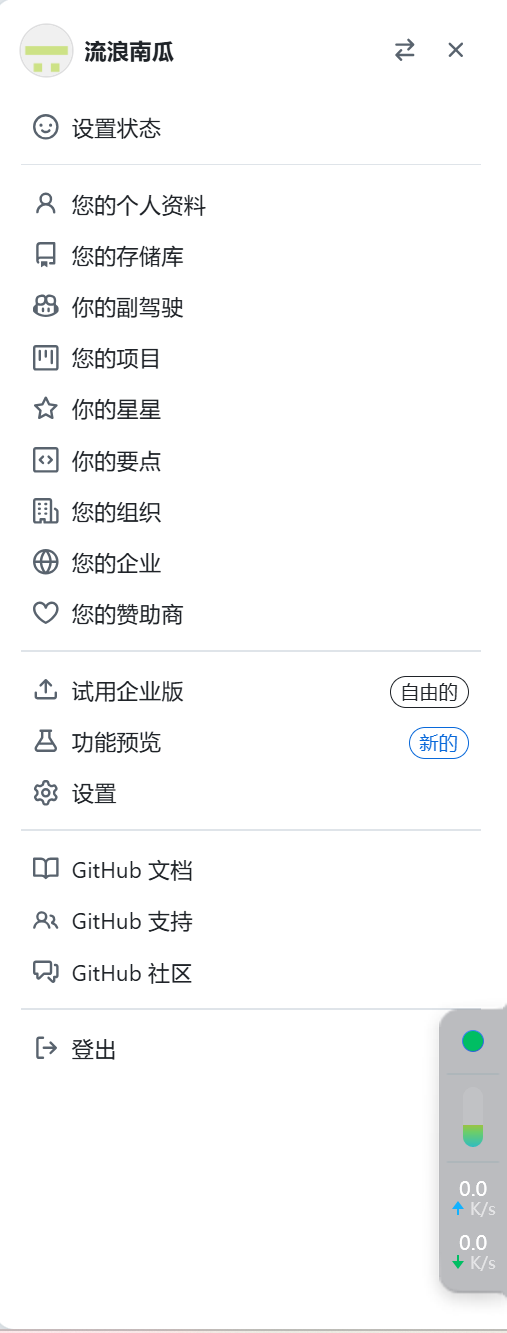 流浪南瓜
设置状态
您的个人资料
您的存储库
你的副驾驶
您的项目
你的星星
你的要点
您的组织
您的企业
您的赞助商
试用企业版
自由的
功能预览
新的
设置
GitHub 文档
GitHub 支持
GitHub 社区
登出
0.0
K/s
0.0
K/s